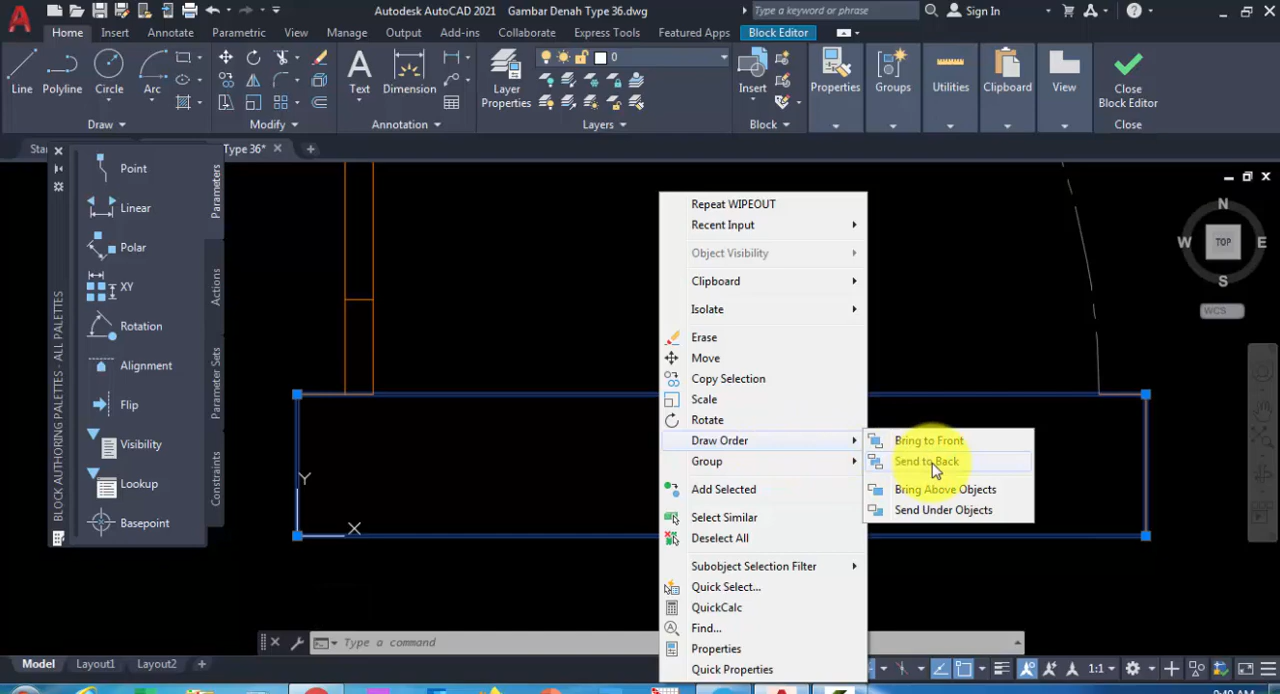 Autodesk AutoCAD 2021 Gambar Denah Type 36.dwg
Type a keyword or phrase
Sign In
Home Insert Annotate Parametric View Manage Output Add-ins Collaborate Express Tools Featured Apps Block Editor
Line Polyline Circle Arc
Text Dimension
Layer Properties
0
Insert
Properties Groups Utilities Clipboard View
Close Block Editor
Draw Modify Annotation Layers Block Close
Type 36*
Point
Linear
Polar
XY
Rotation
Alignment
Flip
Visibility
Lookup
Basepoint
Parameters
Actions
Parameter Sets
Constraints
BLOCK AUTHORING PALETTES - ALL PALETTES
Repeat WIPEOUT
Recent Input
Object Visibility
Clipboard
Isolate
Erase
Move
Copy Selection
Scale
Rotate
Draw Order
Group
Add Selected
Select Similar
Deselect All
Subobject Selection Filter
Quick Select...
QuickCalc
Find...
Properties
Quick Properties
Bring to Front
Send to Back
Bring Above Objects
Send Under Objects
N
W TOP E
S
WCS
Y
X
Type a command
Model Layout1 Layout2
1:1